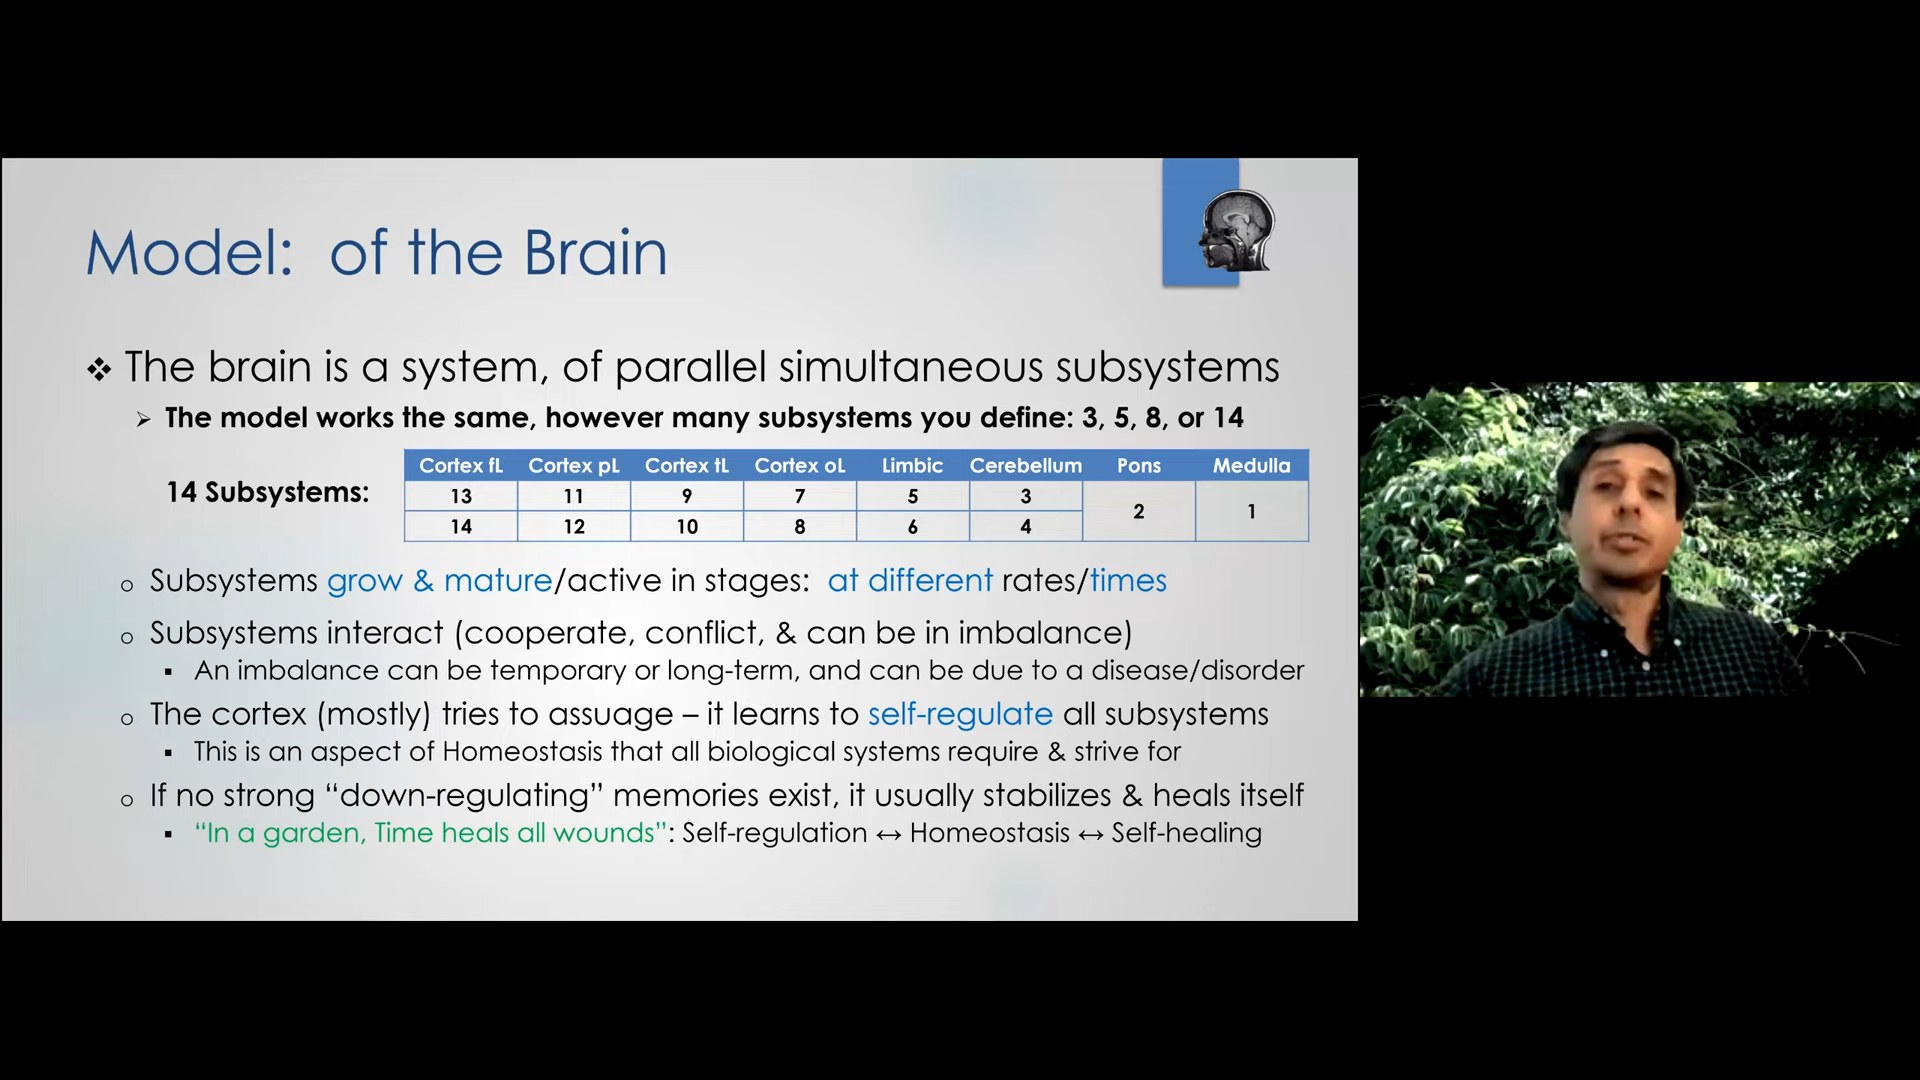 Model:  of the Brain
❖ The brain is a system, of parallel simultaneous subsystems
➢ The model works the same, however many subsystems you define: 3, 5, 8, or 14
14 Subsystems:
Cortex fL Cortex pL Cortex tL Cortex oL Limbic Cerebellum Pons Medulla
13 11 9 7 5 3 2 1
14 12 10 8 6 4
o Subsystems grow & mature/active in stages:  at different rates/times
o Subsystems interact (cooperate, conflict, & can be in imbalance)
▪ An imbalance can be temporary or long-term, and can be due to a disease/disorder
o The cortex (mostly) tries to assuage – it learns to self-regulate all subsystems
▪ This is an aspect of Homeostasis that all biological systems require & strive for
o If no strong “down-regulating” memories exist, it usually stabilizes & heals itself
▪ “In a garden, Time heals all wounds”: Self-regulation ↔ Homeostasis ↔ Self-healing